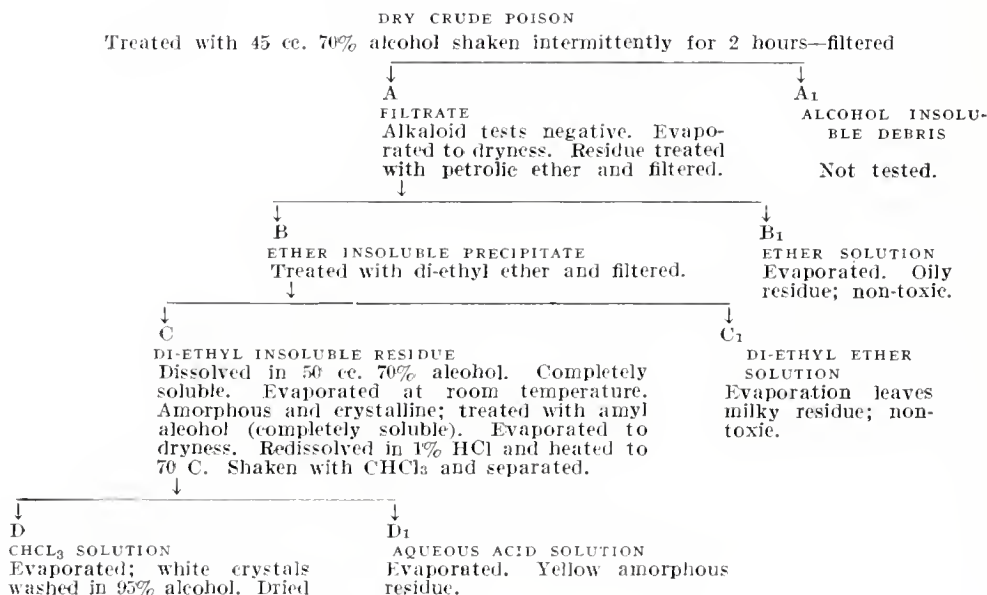 DRY CRUDE POISON
Treated with 45 cc. 70% alcohol shaken intermittently for 2 hours—filtered
A
FILTRATE
Alkaloid tests negative. Evapo-
rated to dryness. Residue treated
with petrolic ether and filtered.
A1
ALCOHOL INSOLU-
BLE DEBRIS
Not tested.
B
ETHER INSOLUBLE PRECIPITATE
Treated with di-ethyl ether and filtered.
B1
ETHER SOLUTION
Evaporated. Oily
residue; non-toxic.
C
DI-ETHYL INSOLUBLE RESIDUE
Dissolved in 50 cc. 70% alcohol. Completely
soluble. Evaporated at room temperature.
Amorphous and crystalline; treated with amyl
alcohol (completely soluble). Evaporated to
dryness. Redissolved in 1% HCl and heated to
70 C. Shaken with CHCl3 and separated.
C1
DI-ETHYL ETHER
SOLUTION
Evaporation leaves
milky residue; non-
toxic.
D
CHCL3 SOLUTION
Evaporated; white crystals
washed in 95% alcohol. Dried
D1
AQUEOUS ACID SOLUTION
Evaporated. Yellow amorphous
residue.